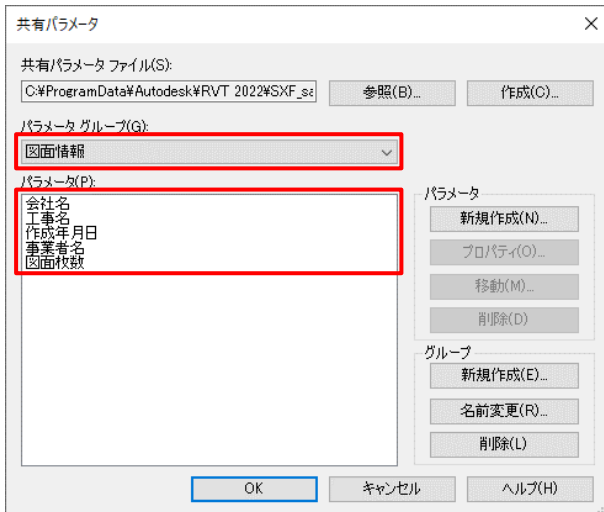 共有パラメータ
共有パラメータ ファイル(S):
C:¥ProgramData¥Autodesk¥RVT 2022¥SXF_sa
参照(B)...
作成(C)...
パラメータ グループ(G):
図面情報
パラメータ(P):
会社名
工事名
作成年月日
事業者名
図面枚数
パラメータ
新規作成(N)...
プロパティ(O)...
移動(M)...
削除(D)
グループ
新規作成(E)...
名前変更(R)...
削除(L)
OK
キャンセル
ヘルプ(H)